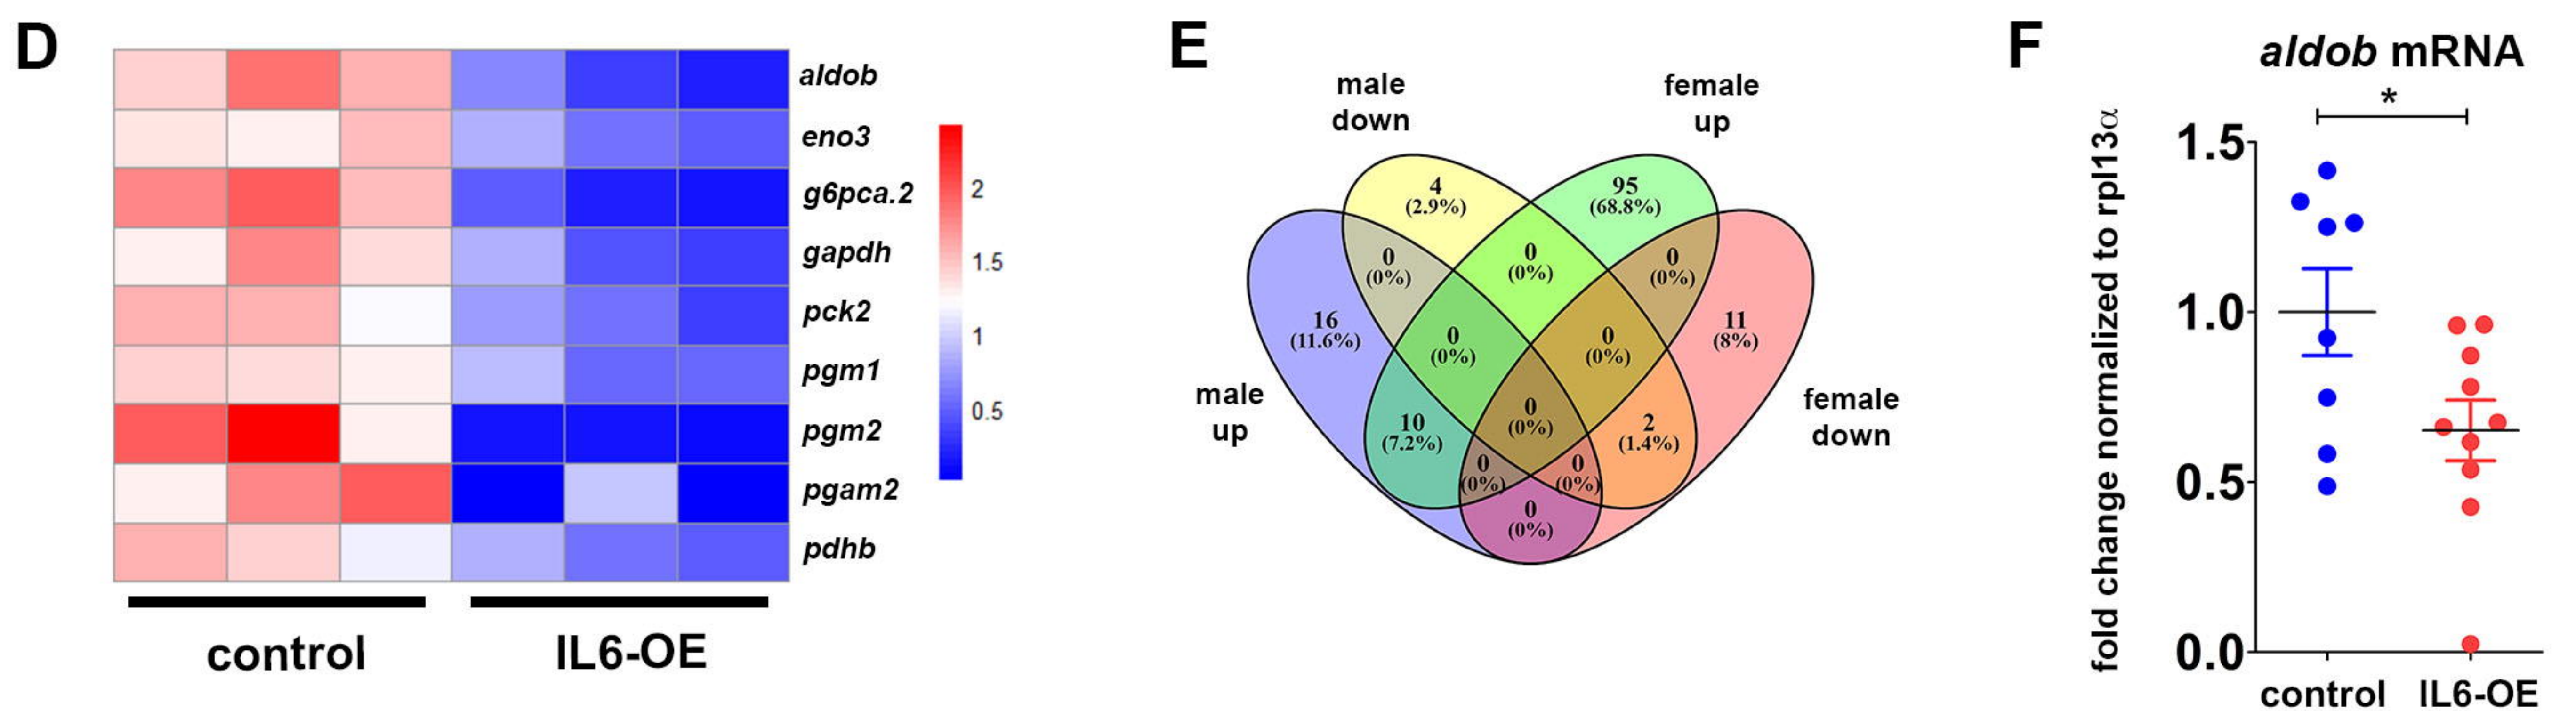 D
aldob
eno3
g6pca.2
gapdh
pck2
pgm1
pgm2
pgam2
pdhb
2
1.5
1
0.5
control
IL6-OE
E
male
down
female
up
male
up
female
down
4
(2.9%)
95
(68.8%)
0
(0%)
0
(0%)
0
(0%)
16
(11.6%)
11
(8%)
0
(0%)
0
(0%)
10
(7.2%)
0
(0%)
2
(1.4%)
0
(0%)
0
(0%)
0
(0%)
F
aldob mRNA
*
fold change normalized to rpl13α
1.5
1.0
0.5
0.0
control
IL6-OE